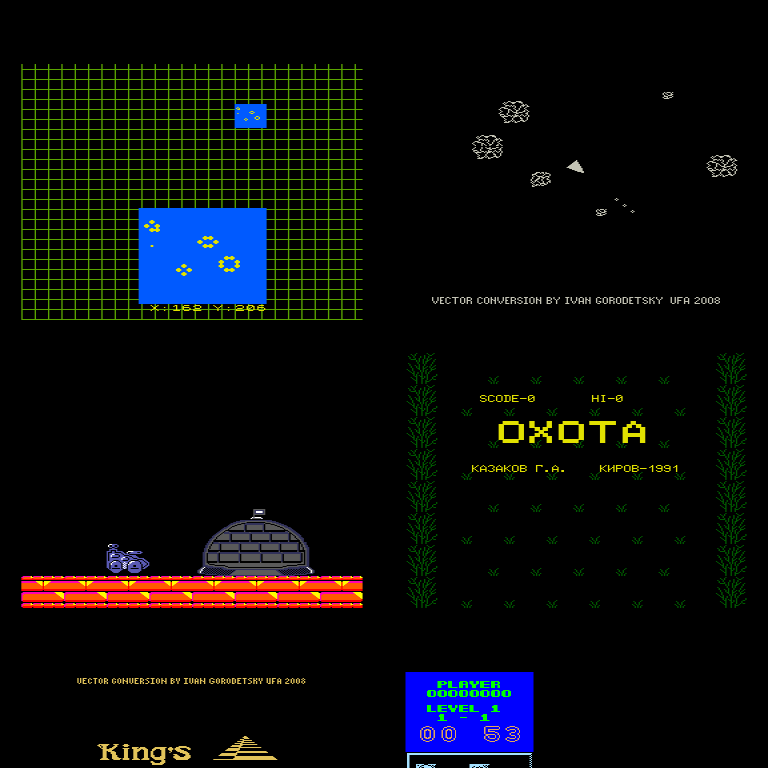 X:152 Y:206
VECTOR CONVERSION BY IVAN GORODETSKY UFA 2008
SCODE-0 HI-0
ОХОТА
КАЗАКОВ Г.А. КИРОВ-1991
VECTOR CONVERSION BY IVAN GORODETSKY UFA 2008
King's
PLAYER
00000000
LEVEL 1
1 - 1
00 53